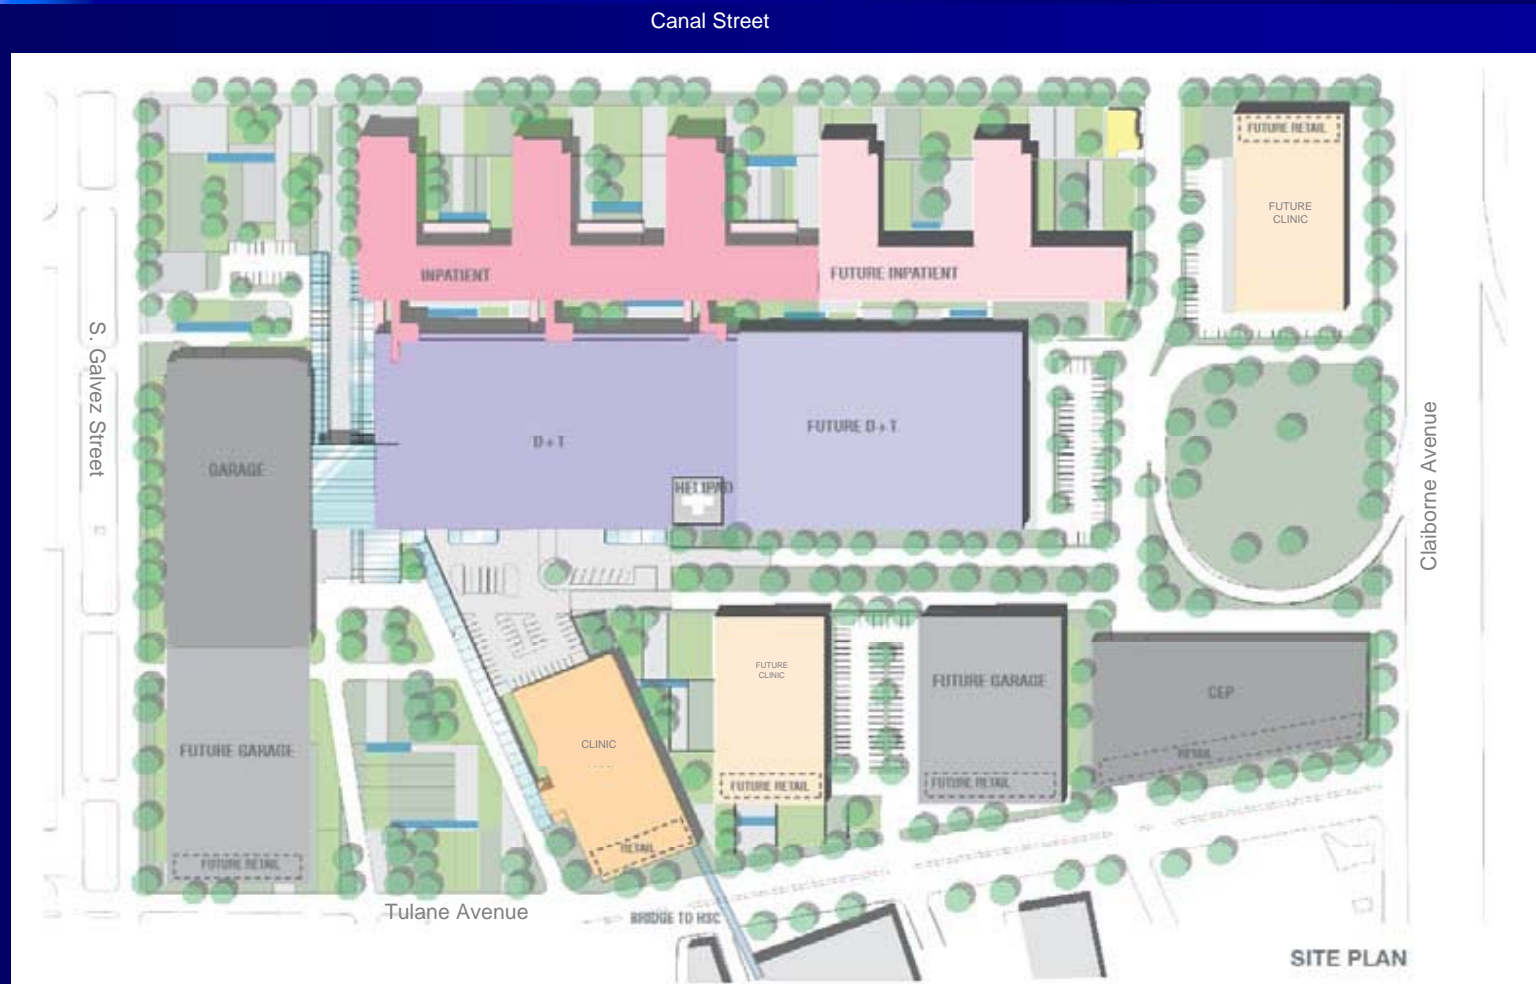 Canal Street
FUTURE RETAIL
FUTURE
CLINIC
INPATIENT
FUTURE INPATIENT
S. Galvez Street
Claiborne Avenue
GARAGE
D+T
FUTURE D+T
HELIPAD
FUTURE GARAGE
FUTURE RETAIL
CLINIC
RETAIL
FUTURE
CLINIC
FUTURE RETAIL
FUTURE GARAGE
FUTURE RETAIL
CEP
RETAIL
Tulane Avenue
BRIDGE TO HSC
SITE PLAN